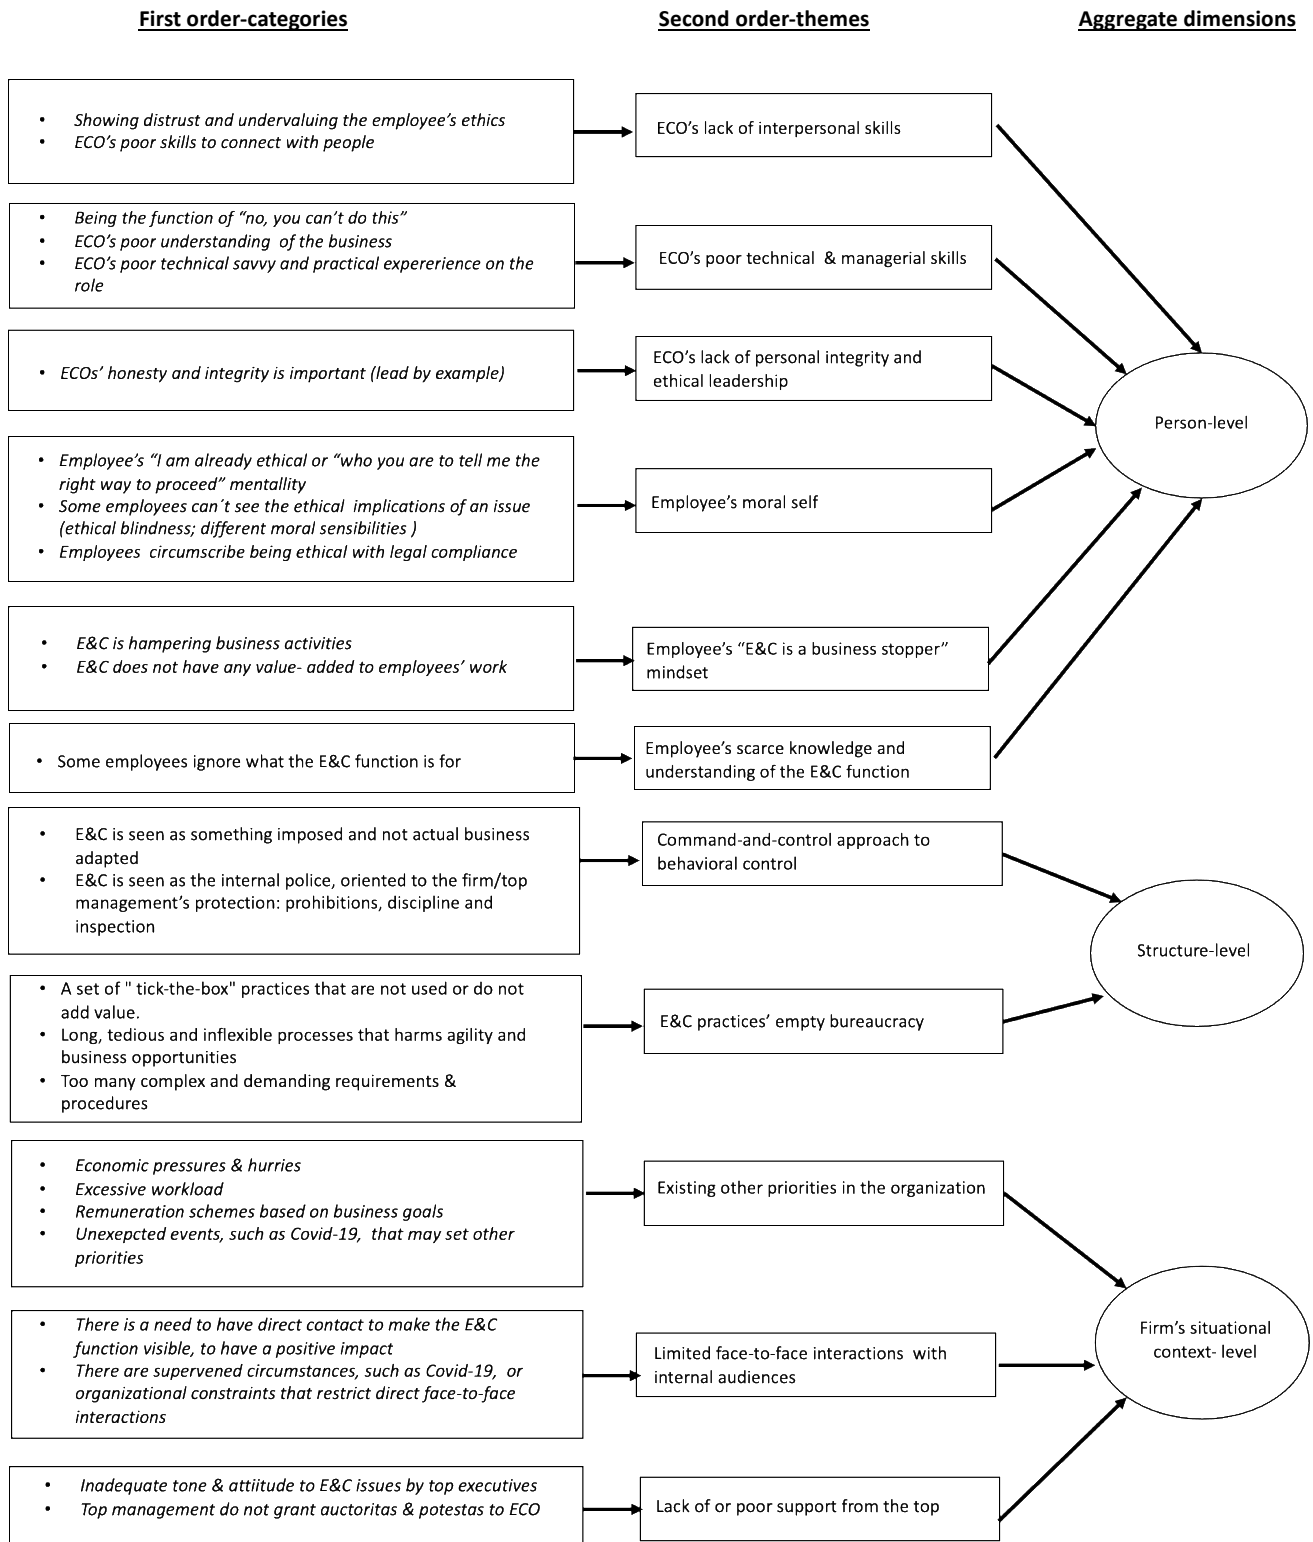 First order-categories
Second order-themes
Aggregate dimensions
• Showing distrust and undervaluing the employee's ethics
• ECO's poor skills to connect with people
ECO's lack of interpersonal skills
• Being the function of "no, you can't do this"
• ECO's poor understanding of the business
• ECO's poor technical savvy and practical expererience on the
role
ECO's poor technical & managerial skills
• ECOs' honesty and integrity is important (lead by example)
ECO's lack of personal integrity and
ethical leadership
Person-level
• Employee's "I am already ethical or "who you are to tell me the
right way to proceed" mentallity
• Some employees can´t see the ethical implications of an issue
(ethical blindness; different moral sensibilities )
• Employees circumscribe being ethical with legal compliance
Employee's moral self
• E&C is hampering business activities
• E&C does not have any value- added to employees' work
Employee's "E&C is a business stopper"
mindset
• Some employees ignore what the E&C function is for
Employee's scarce knowledge and
understanding of the E&C function
• E&C is seen as something imposed and not actual business
adapted
• E&C is seen as the internal police, oriented to the firm/top
management's protection: prohibitions, discipline and
inspection
Command-and-control approach to
behavioral control
Structure-level
• A set of " tick-the-box" practices that are not used or do not
add value.
• Long, tedious and inflexible processes that harms agility and
business opportunities
• Too many complex and demanding requirements &
procedures
E&C practices' empty bureaucracy
• Economic pressures & hurries
• Excessive workload
• Remuneration schemes based on business goals
• Unexepcted events, such as Covid-19, that may set other
priorities
Existing other priorities in the organization
• There is a need to have direct contact to make the E&C
function visible, to have a positive impact
• There are supervened circumstances, such as Covid-19, or
organizational constraints that restrict direct face-to-face
interactions
Limited face-to-face interactions with
internal audiences
Firm's situational
context- level
• Inadequate tone & attiitude to E&C issues by top executives
• Top management do not grant auctoritas & potestas to ECO
Lack of or poor support from the top